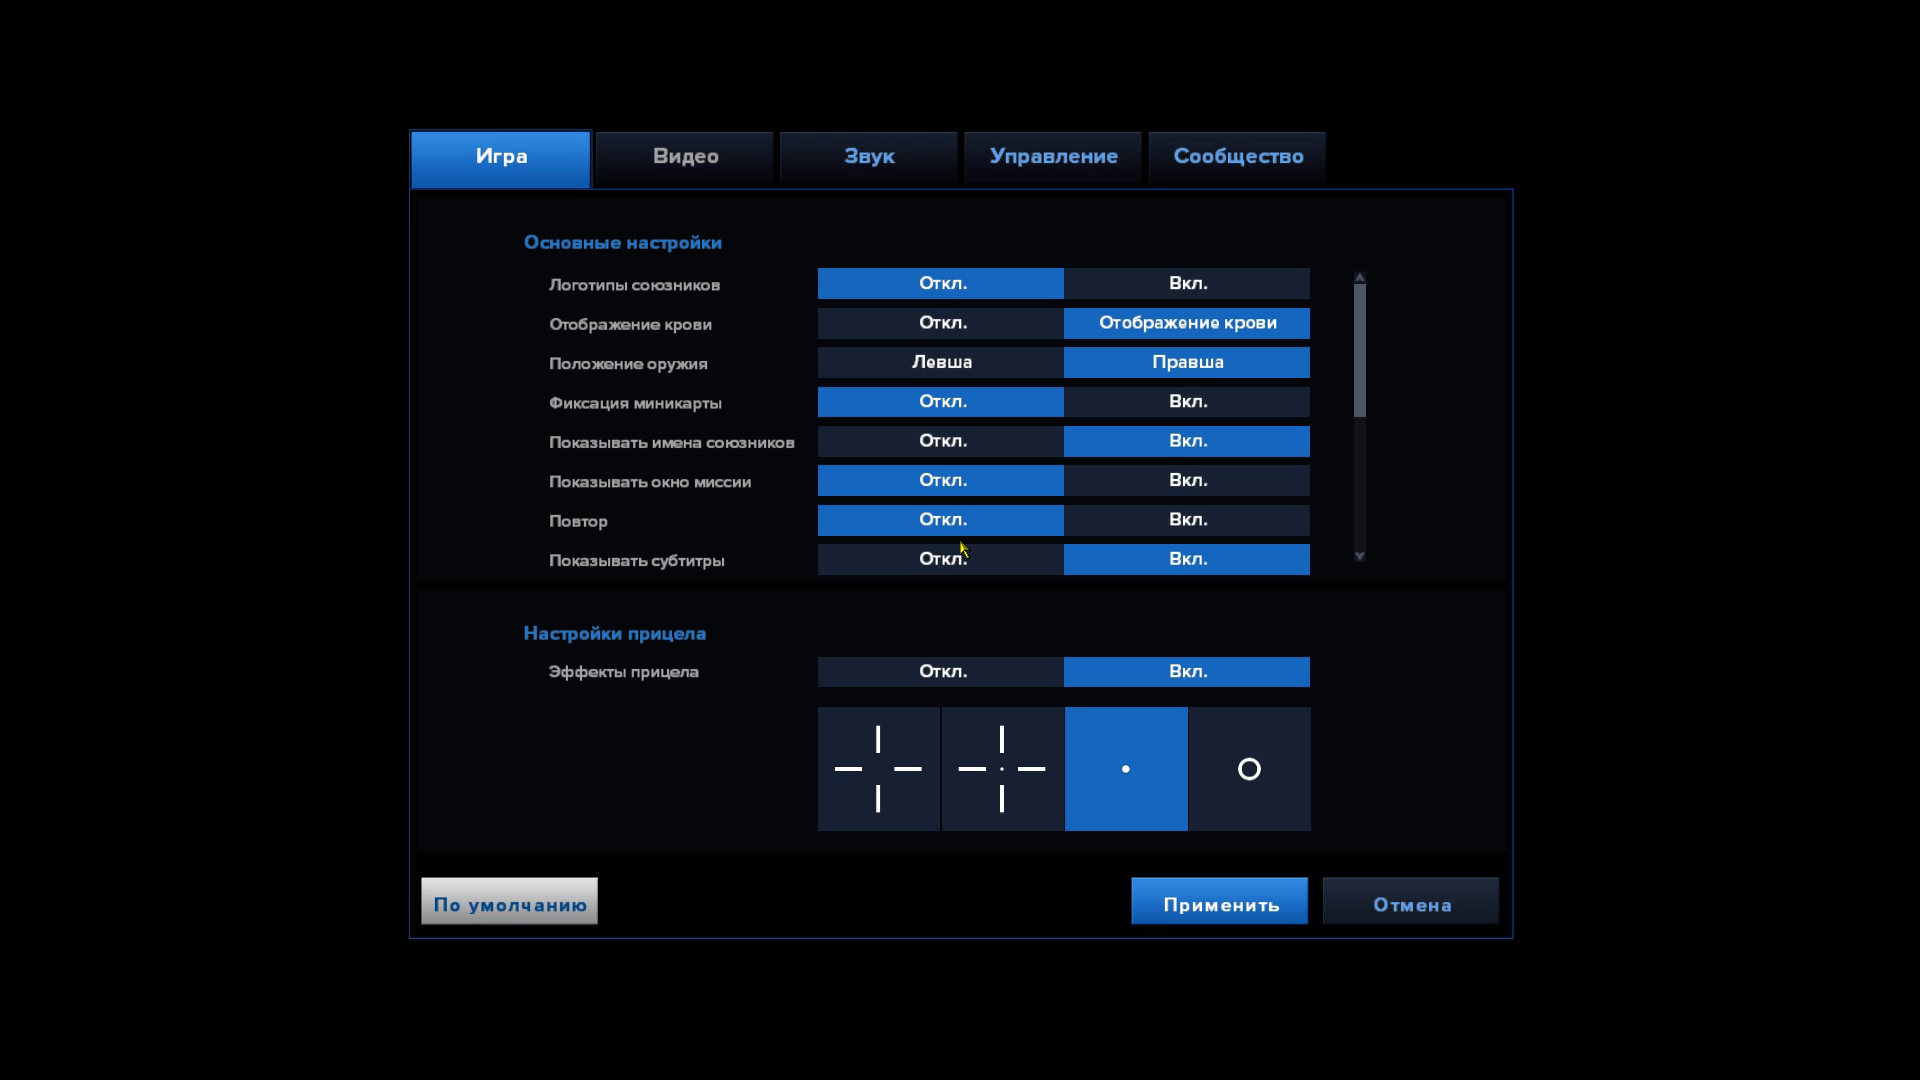 Игра Видео Звук Управление Сообщество
Основные настройки
Логотипы союзников Откл. Вкл.
Отображение крови Откл. Отображение крови
Положение оружия Левша Правша
Фиксация миникарты Откл. Вкл.
Показывать имена союзников Откл. Вкл.
Показывать окно миссии Откл. Вкл.
Повтор Откл. Вкл.
Показывать субтитры Откл. Вкл.
Настройки прицела
Эффекты прицела Откл. Вкл.
По умолчанию Применить Отмена